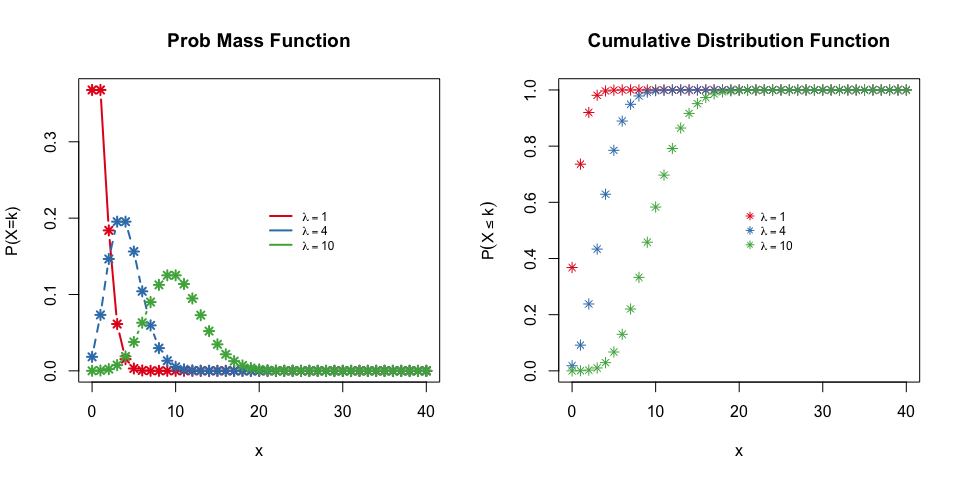 Prob Mass Function
P(X=k)
0.0
0.1
0.2
0.3
λ = 1
λ = 4
λ = 10
0
10
20
30
40
x
Cumulative Distribution Function
P(X ≤ k)
0.0
0.2
0.4
0.6
0.8
1.0
λ = 1
λ = 4
λ = 10
0
10
20
30
40
x